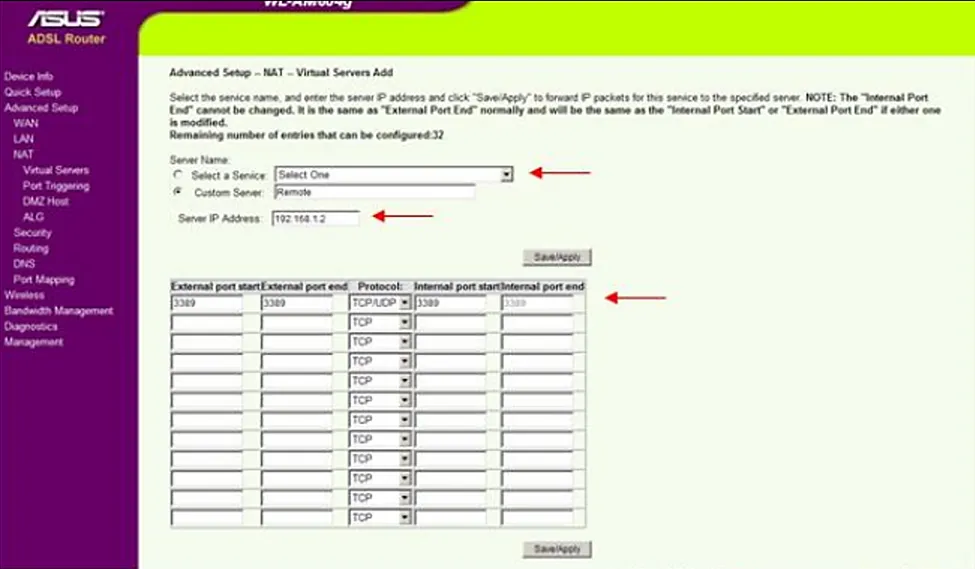 WL-AM604g
ASUS
ADSL Router
Device Info
Quick Setup
Advanced Setup
WAN
LAN
NAT
Virtual Servers
Port Triggering
DMZ Host
ALG
Security
Routing
DNS
Port Mapping
Wireless
Bandwidth Management
Diagnostics
Management
Advanced Setup -- NAT -- Virtual Servers Add
Select the service name, and enter the server IP address and click "Save/Apply" to forward IP packets for this service to the specified server. NOTE: The "Internal Port
End" cannot be changed. It is the same as "External Port End" normally and will be the same as the "Internal Port Start" or "External Port End" if either one
is modified.
Remaining number of entries that can be configured:32
Server Name:
Select a Service: Select One
Custom Server: Remote
Server IP Address: 192.168.1.2
Save/Apply
External port start External port end Protocol: Internal port start Internal port end
3389 3389 TCP/UDP 3389 3389
TCP
TCP
TCP
TCP
TCP
TCP
TCP
TCP
TCP
TCP
TCP
Save/Apply